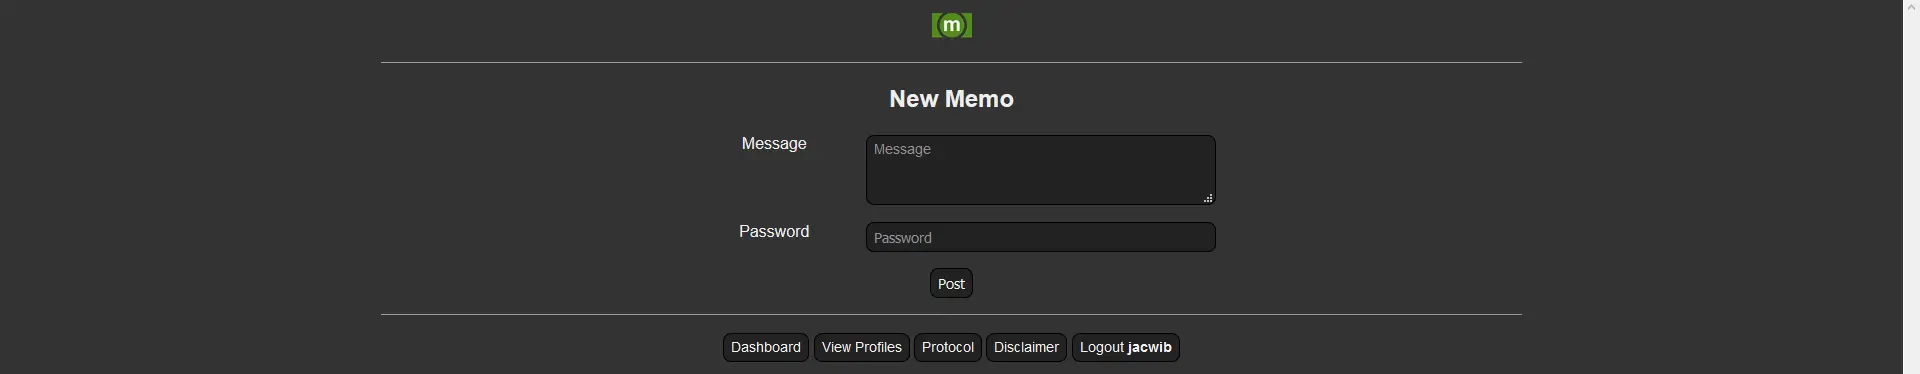 m
New Memo
Message
Message
Password
Password
Post
Dashboard View Profiles Protocol Disclaimer Logout jacwib